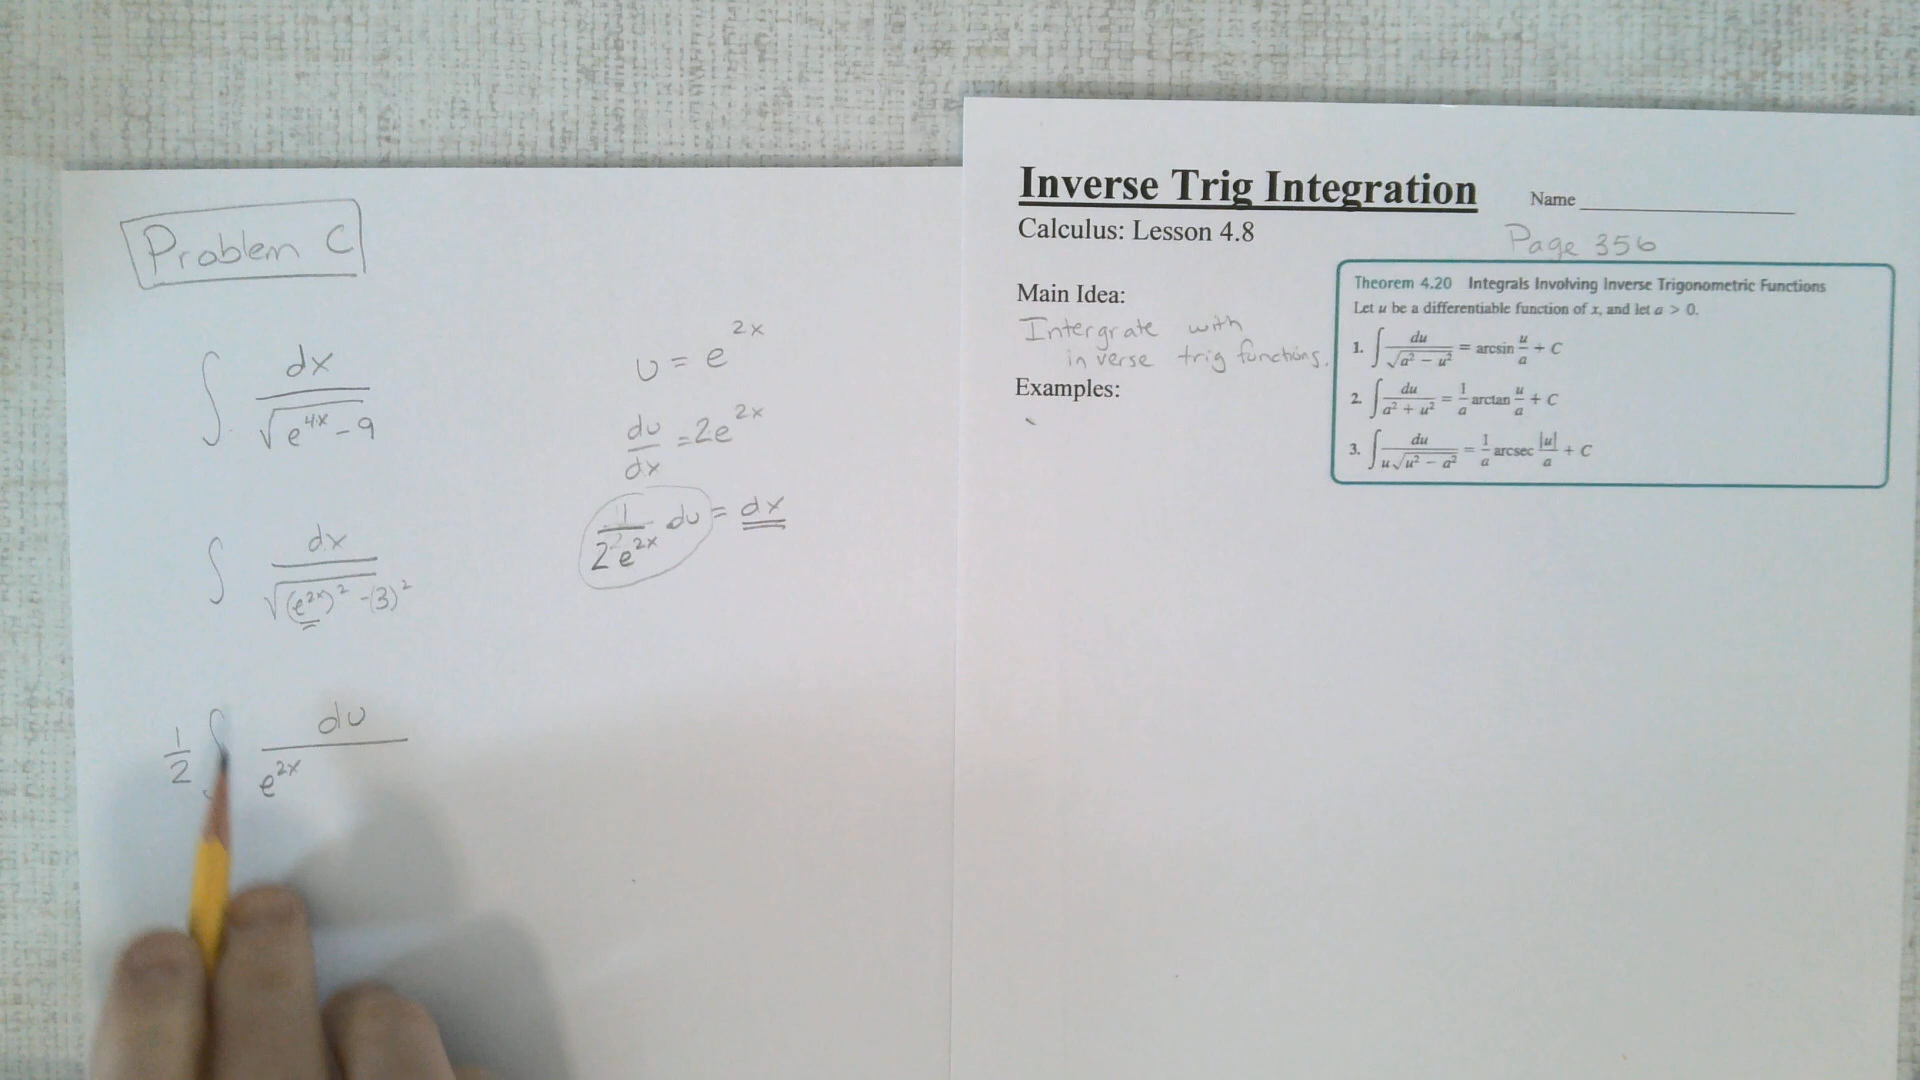 Problem C
∫ dx / √(e^4x - 9)
∫ dx / √((e^2x)^2 - (3)^2
1/2 ∫ du / e^2x
u = e^2x
du/dx = 2e^2x
1/(2e^2x) du = dx
Inverse Trig Integration
Name
Calculus: Lesson 4.8
Page 356
Main Idea:
Intergrate with
inverse trig functions.
Examples:
Theorem 4.20 Integrals Involving Inverse Trigonometric Functions
Let u be a differentiable function of x, and let a > 0.
1. ∫ du / √(a² − u²) = arcsin u/a + C
2. ∫ du / (a² + u²) = 1/a arctan u/a + C
3. ∫ du / (u√(u² − a²)) = 1/a arcsec |u|/a + C